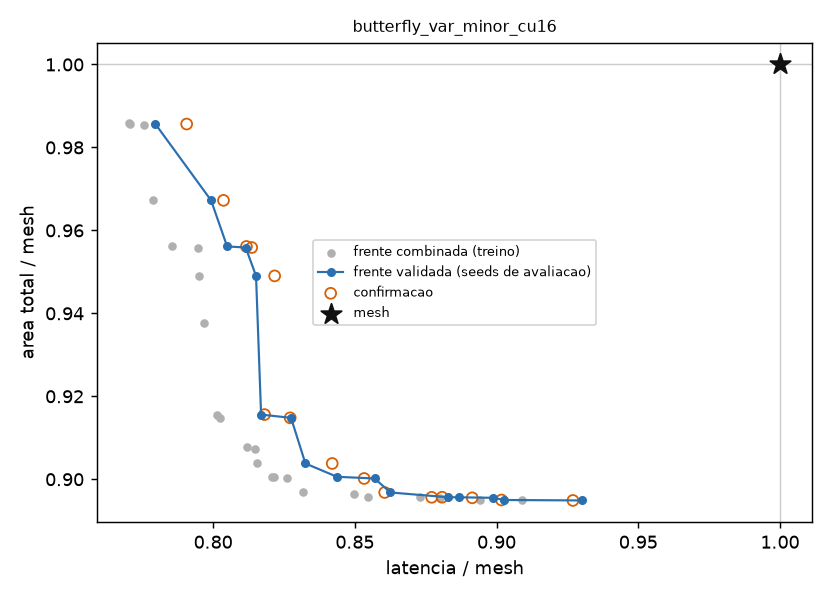 butterfly_var_minor_cu16
1.00
0.98
0.96
0.94
0.92
0.90
area total / mesh
frente combinada (treino)
frente validada (seeds de avaliacao)
confirmacao
mesh
0.80
0.85
0.90
0.95
1.00
latencia / mesh